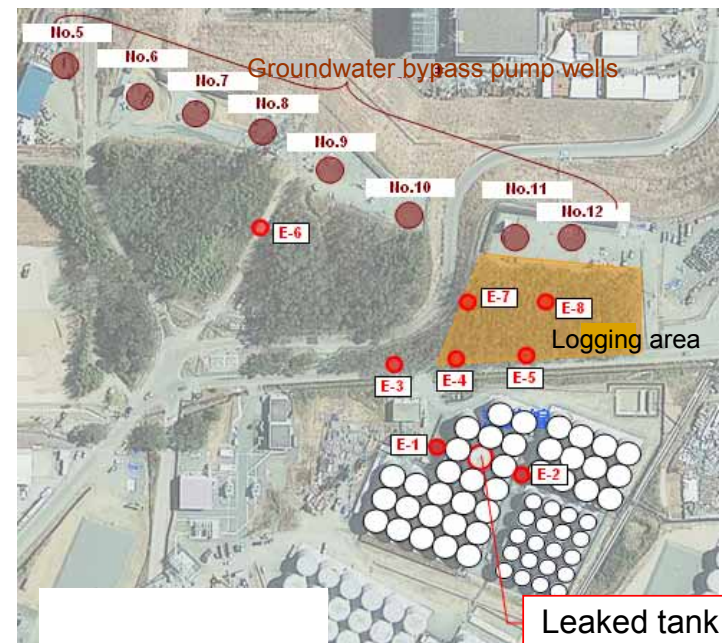 No.5
No.6
No.7
Groundwater bypass pump wells
No.8
No.9
No.10
No.11
No.12
E-6
E-7
E-8
Logging area
E-3
E-4
E-5
E-1
E-2
Leaked tank